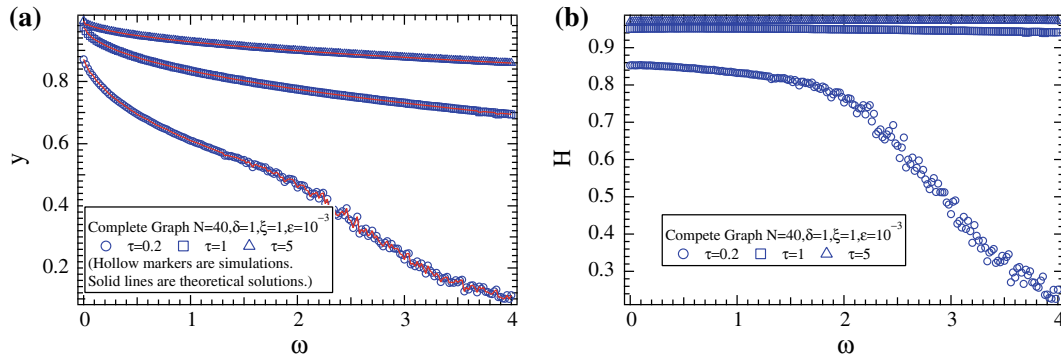 (a)
y
0.8
0.6
0.4
0.2
0 1 2 3 4
ω
Complete Graph N=40,δ=1,ξ=1,ε=10⁻³
τ=0.2 τ=1 τ=5
(Hollow markers are simulations.
Solid lines are theoretical solutions.)
(b)
H
0.9
0.8
0.7
0.6
0.5
0.4
0.3
0 1 2 3 4
ω
Compete Graph N=40,δ=1,ξ=1,ε=10⁻³
τ=0.2 τ=1 τ=5